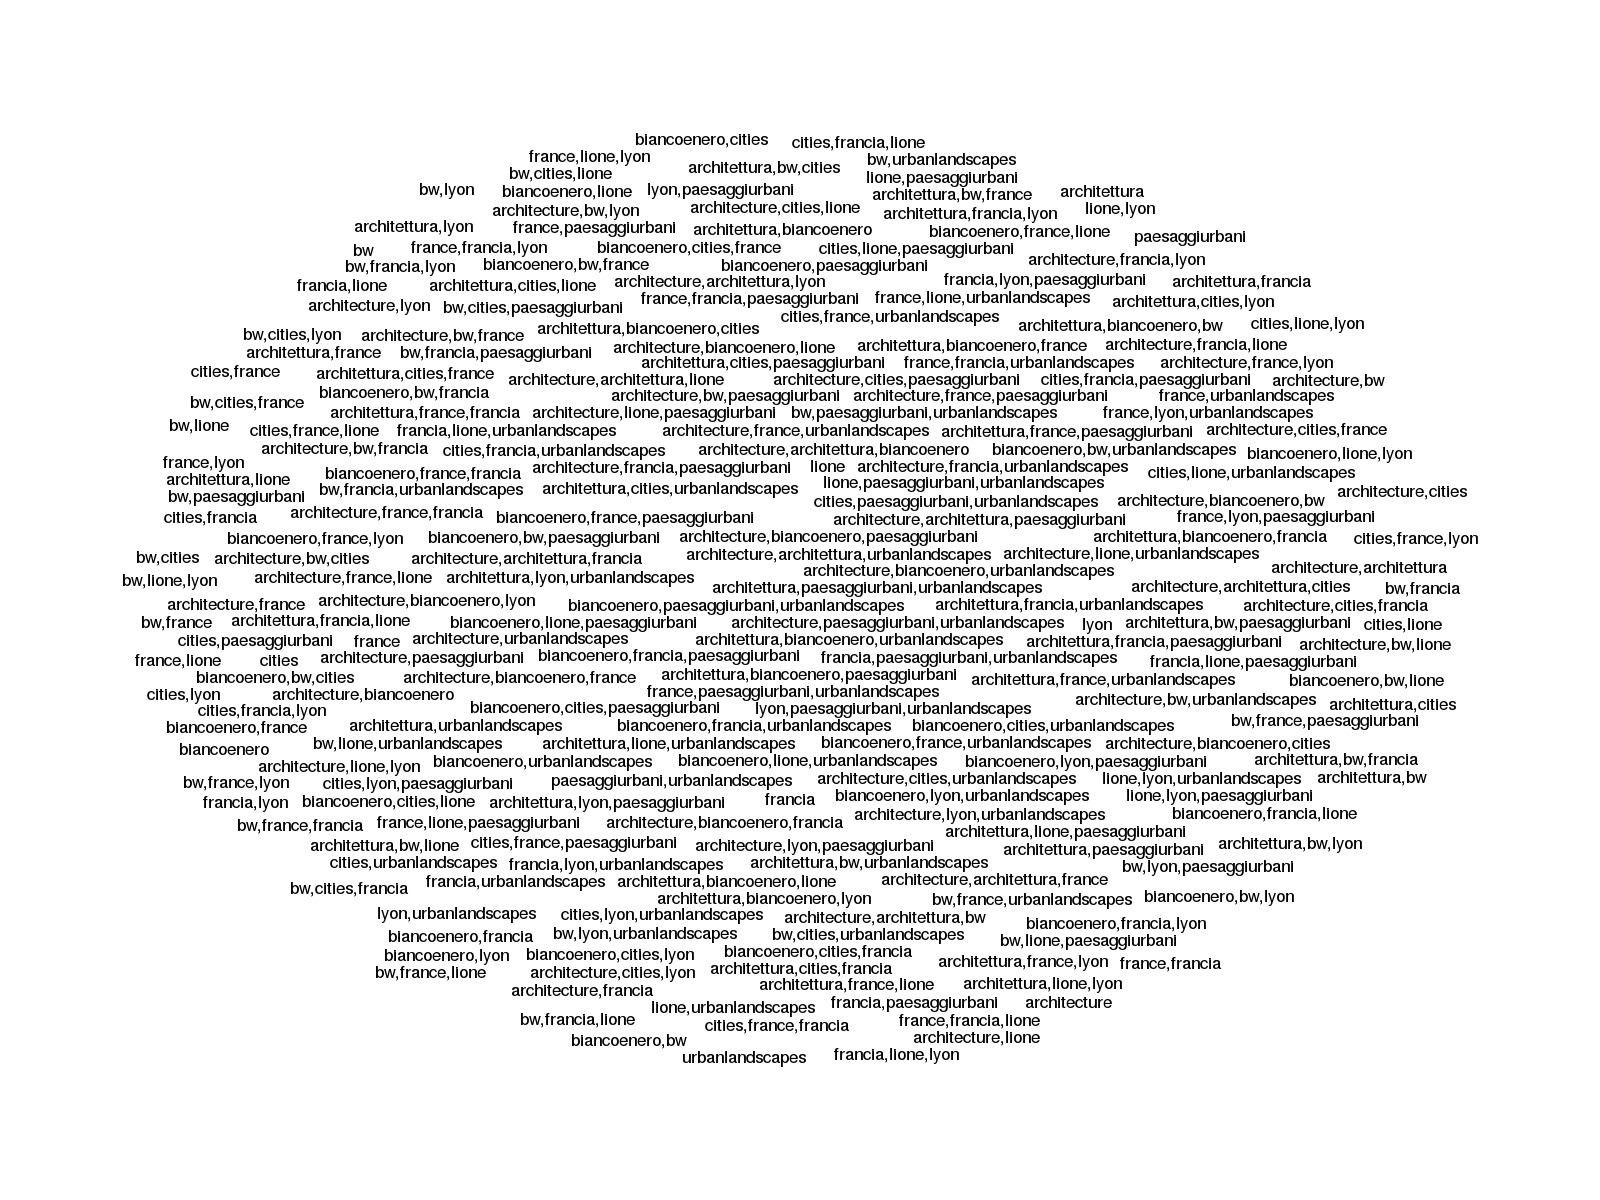 biancoenero,cities cities,francia,lione
france,lione,lyon architettura,bw,cities bw,urbanlandscapes
bw,cities,lione lione,paesaggiurbani
bw,lyon biancoenero,lione lyon,paesaggiurbani architettura,bw,france architettura
architecture,bw,lyon architecture,cities,lione architettura,francia,lyon lione,lyon
architettura,lyon france,paesaggiurbani architettura,biancoenero biancoenero,france,lione paesaggiurbani
bw france,francia,lyon biancoenero,cities,france cities,lione,paesaggiurbani
bw,francia,lyon biancoenero,bw,france biancoenero,paesaggiurbani architecture,francia,lyon
francia,lione architettura,cities,lione architecture,architettura,lyon francia,lyon,paesaggiurbani architettura,francia
architecture,lyon bw,cities,paesaggiurbani france,francia,paesaggiurbani france,lione,urbanlandscapes architettura,cities,lyon
cities,france,urbanlandscapes
bw,cities,lyon architecture,bw,france architettura,biancoenero,cities architettura,biancoenero,bw cities,lione,lyon
architettura,france bw,francia,paesaggiurbani architecture,biancoenero,lione architettura,biancoenero,france architecture,francia,lione
architettura,cities,paesaggiurbani france,francia,urbanlandscapes architecture,france,lyon
cities,france architettura,cities,france architecture,architettura,lione architecture,cities,paesaggiurbani cities,francia,paesaggiurbani architecture,bw
biancoenero,bw,francia architecture,bw,paesaggiurbani architecture,france,paesaggiurbani france,urbanlandscapes
bw,cities,france architettura,france,francia architecture,lione,paesaggiurbani bw,paesaggiurbani,urbanlandscapes france,lyon,urbanlandscapes
bw,lione cities,france,lione francia,lione,urbanlandscapes architecture,france,urbanlandscapes architettura,france,paesaggiurbani architecture,cities,france
architecture,bw,francia cities,francia,urbanlandscapes architecture,architettura,biancoenero biancoenero,bw,urbanlandscapes biancoenero,lione,lyon
france,lyon biancoenero,france,francia architecture,francia,paesaggiurbani lione architecture,francia,urbanlandscapes cities,lione,urbanlandscapes
architettura,lione lione,paesaggiurbani,urbanlandscapes
bw,paesaggiurbani bw,francia,urbanlandscapes architettura,cities,urbanlandscapes cities,paesaggiurbani,urbanlandscapes architecture,biancoenero,bw architecture,cities
cities,francia architecture,france,francia biancoenero,france,paesaggiurbani architecture,architettura,paesaggiurbani france,lyon,paesaggiurbani
biancoenero,france,lyon biancoenero,bw,paesaggiurbani architecture,biancoenero,paesaggiurbani architettura,biancoenero,francia cities,france,lyon
bw,cities architecture,bw,cities architecture,architettura,francia architecture,architettura,urbanlandscapes architecture,lione,urbanlandscapes
bw,lione,lyon architecture,france,lione architettura,lyon,urbanlandscapes architecture,biancoenero,urbanlandscapes architecture,architettura
architettura,paesaggiurbani,urbanlandscapes architecture,architettura,cities bw,francia
architecture,france architecture,biancoenero,lyon biancoenero,paesaggiurbani,urbanlandscapes architettura,francia,urbanlandscapes architecture,cities,francia
bw,france architettura,francia,lione biancoenero,lione,paesaggiurbani architecture,paesaggiurbani,urbanlandscapes lyon architettura,bw,paesaggiurbani cities,lione
cities,paesaggiurbani france architecture,urbanlandscapes architettura,biancoenero,urbanlandscapes architettura,francia,paesaggiurbani architecture,bw,lione
france,lione cities architecture,paesaggiurbani biancoenero,francia,paesaggiurbani francia,paesaggiurbani,urbanlandscapes francia,lione,paesaggiurbani
biancoenero,bw,cities architecture,biancoenero,france architettura,biancoenero,paesaggiurbani architettura,france,urbanlandscapes biancoenero,bw,lione
cities,lyon architecture,biancoenero france,paesaggiurbani,urbanlandscapes architecture,bw,urbanlandscapes architettura,cities
cities,francia,lyon biancoenero,cities,paesaggiurbani lyon,paesaggiurbani,urbanlandscapes
biancoenero,france architettura,urbanlandscapes biancoenero,francia,urbanlandscapes biancoenero,cities,urbanlandscapes bw,france,paesaggiurbani
biancoenero bw,lione,urbanlandscapes architettura,lione,urbanlandscapes biancoenero,france,urbanlandscapes architecture,biancoenero,cities
architecture,lione,lyon biancoenero,urbanlandscapes biancoenero,lione,urbanlandscapes biancoenero,lyon,paesaggiurbani architettura,bw,francia
bw,france,lyon cities,lyon,paesaggiurbani paesaggiurbani,urbanlandscapes architecture,cities,urbanlandscapes lione,lyon,urbanlandscapes architettura,bw
francia,lyon biancoenero,cities,lione architettura,lyon,paesaggiurbani francia biancoenero,lyon,urbanlandscapes lione,lyon,paesaggiurbani
bw,france,francia france,lione,paesaggiurbani architecture,biancoenero,francia architecture,lyon,urbanlandscapes biancoenero,francia,lione
architettura,lione,paesaggiurbani
architettura,bw,lione cities,france,paesaggiurbani architecture,lyon,paesaggiurbani architettura,paesaggiurbani architettura,bw,lyon
cities,urbanlandscapes francia,lyon,urbanlandscapes architettura,bw,urbanlandscapes bw,lyon,paesaggiurbani
bw,cities,francia francia,urbanlandscapes architettura,biancoenero,lione architecture,architettura,france
architettura,biancoenero,lyon bw,france,urbanlandscapes biancoenero,bw,lyon
lyon,urbanlandscapes cities,lyon,urbanlandscapes architecture,architettura,bw biancoenero,francia,lyon
biancoenero,francia bw,lyon,urbanlandscapes bw,cities,urbanlandscapes bw,lione,paesaggiurbani
biancoenero,lyon biancoenero,cities,lyon biancoenero,cities,francia architettura,france,lyon france,francia
bw,france,lione architecture,cities,lyon architettura,cities,francia
architecture,francia architettura,france,lione architettura,lione,lyon
lione,urbanlandscapes francia,paesaggiurbani architecture
bw,francia,lione cities,france,francia france,francia,lione
biancoenero,bw architecture,lione
urbanlandscapes francia,lione,lyon